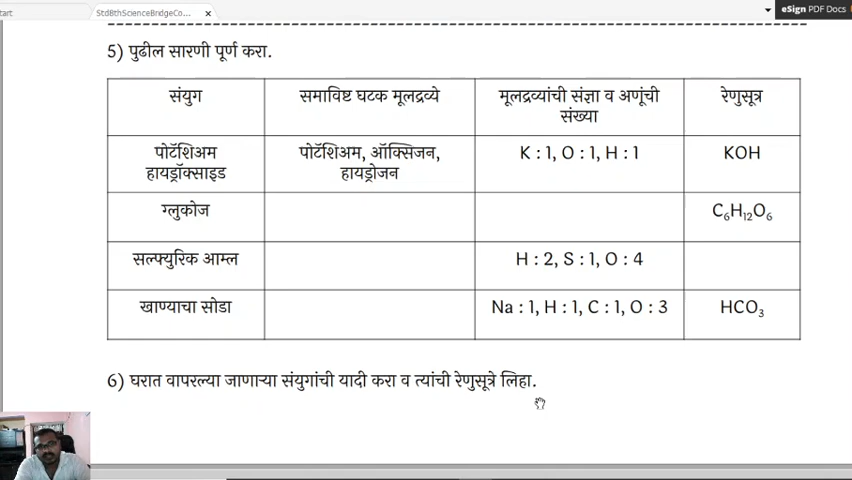 tart
StdBthScienceBridgeCo...
eSign PDF Docs
5) पुढील सारणी पूर्ण करा.
संयुग समाविष्ट घटक मूलद्रव्ये मूलद्रव्यांची संज्ञा व अणूंची संख्या रेणुसूत्र
पोटॅशिअम हायड्रॉक्साइड पोटॅशिअम, ऑक्सिजन, हायड्रोजन K : 1, O : 1, H : 1 KOH
ग्लुकोज C₆H₁₂O₆
सल्फ्युरिक आम्ल H : 2, S : 1, O : 4
खाण्याचा सोडा Na : 1, H : 1, C : 1, O : 3 HCO₃
6) घरात वापरल्या जाणाऱ्या संयुगांची यादी करा व त्यांची रेणुसूत्रे लिहा.